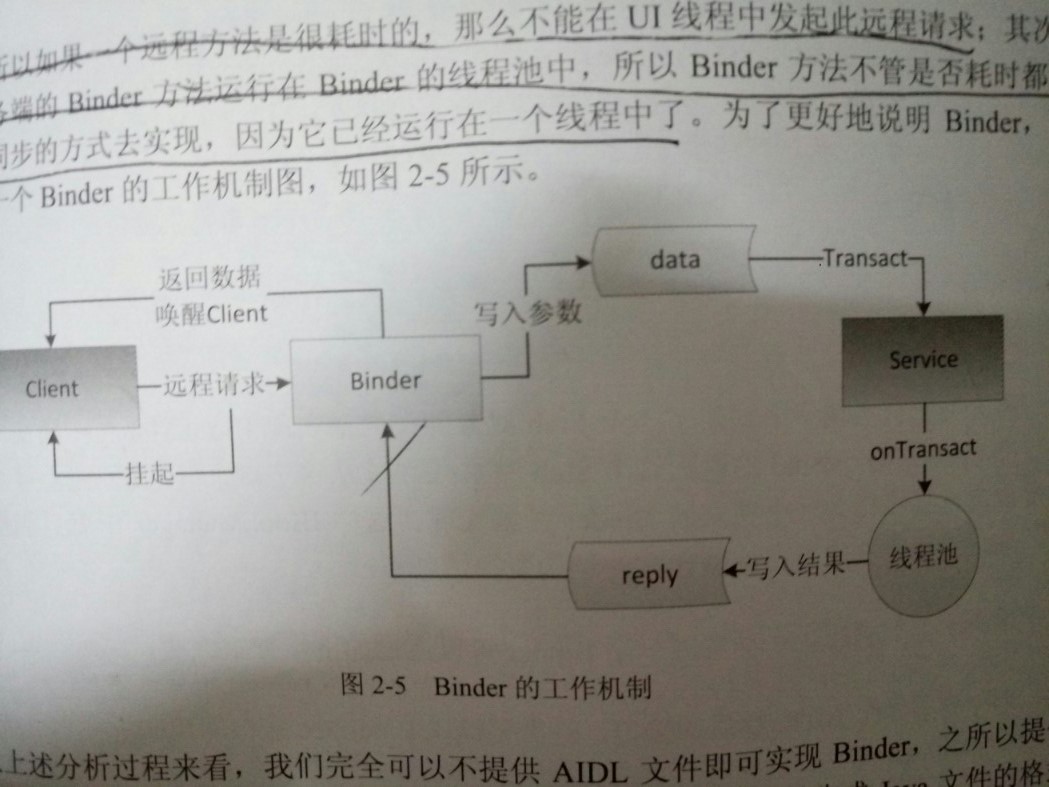 所以如果一个远程方法是很耗时的，那么不能在 UI 线程中发起此远程请求；其次
务端的 Binder 方法运行在 Binder 的线程池中，所以 Binder 方法不管是否耗时都
同步的方式去实现，因为它已经运行在一个线程中了。为了更好地说明 Binder，
一个 Binder 的工作机制图，如图 2-5 所示。
返回数据
唤醒Client
写入参数
data
Transact
Client
远程请求
Binder
Service
挂起
onTransact
reply
写入结果
线程池
图 2-5 Binder 的工作机制
上述分析过程来看，我们完全可以不提供 AIDL 文件即可实现 Binder，之所以提
Java 文件的格